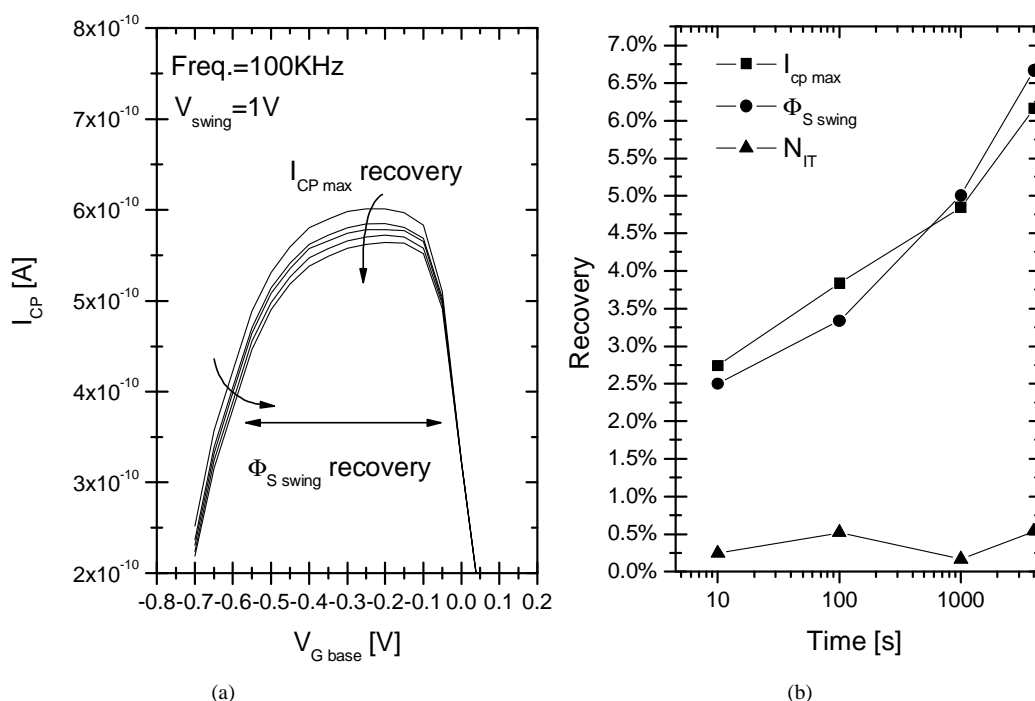 8x10⁻¹⁰
7x10⁻¹⁰
6x10⁻¹⁰
5x10⁻¹⁰
4x10⁻¹⁰
3x10⁻¹⁰
2x10⁻¹⁰
I_CP [A]
Freq.=100KHz
V_swing=1V
I_CP max recovery
Φ_S swing recovery
-0.8 -0.7 -0.6 -0.5 -0.4 -0.3 -0.2 -0.1 0.0 0.1 0.2
V_G base [V]
(a)
7.0%
6.5%
6.0%
5.5%
5.0%
4.5%
4.0%
3.5%
3.0%
2.5%
2.0%
1.5%
1.0%
0.5%
0.0%
Recovery
I_cp max
Φ_S swing
N_IT
10 100 1000
Time [s]
(b)